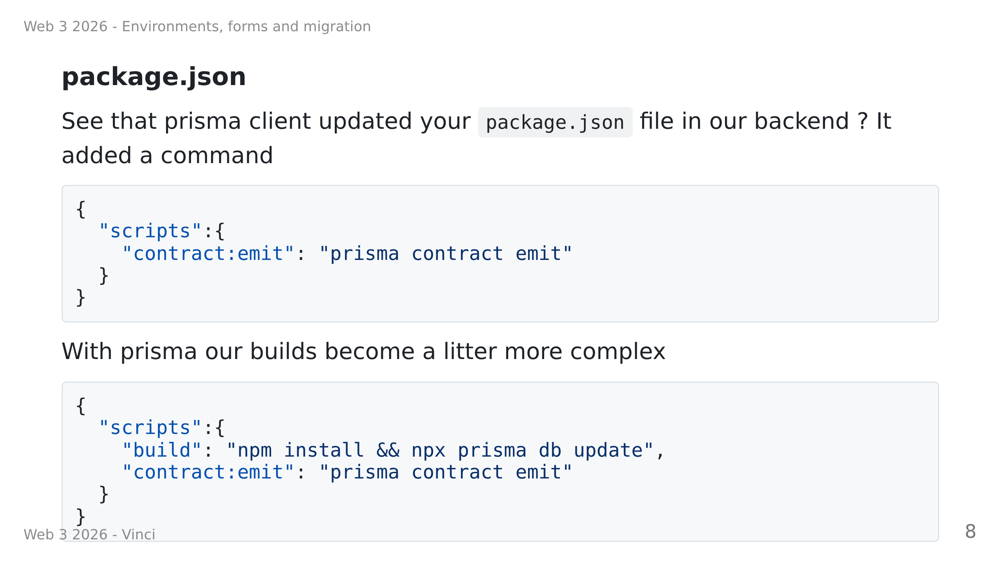 Web 3 2026 - Environments, forms and migration
package.json
See that prisma client updated your package.json file in our backend ? It
added a command
{
  "scripts":{
    "contract:emit": "prisma contract emit"
  }
}
With prisma our builds become a litter more complex
{
  "scripts":{
    "build": "npm install && npx prisma db update",
    "contract:emit": "prisma contract emit"
  }
}
Web 3 2026 - Vinci
8